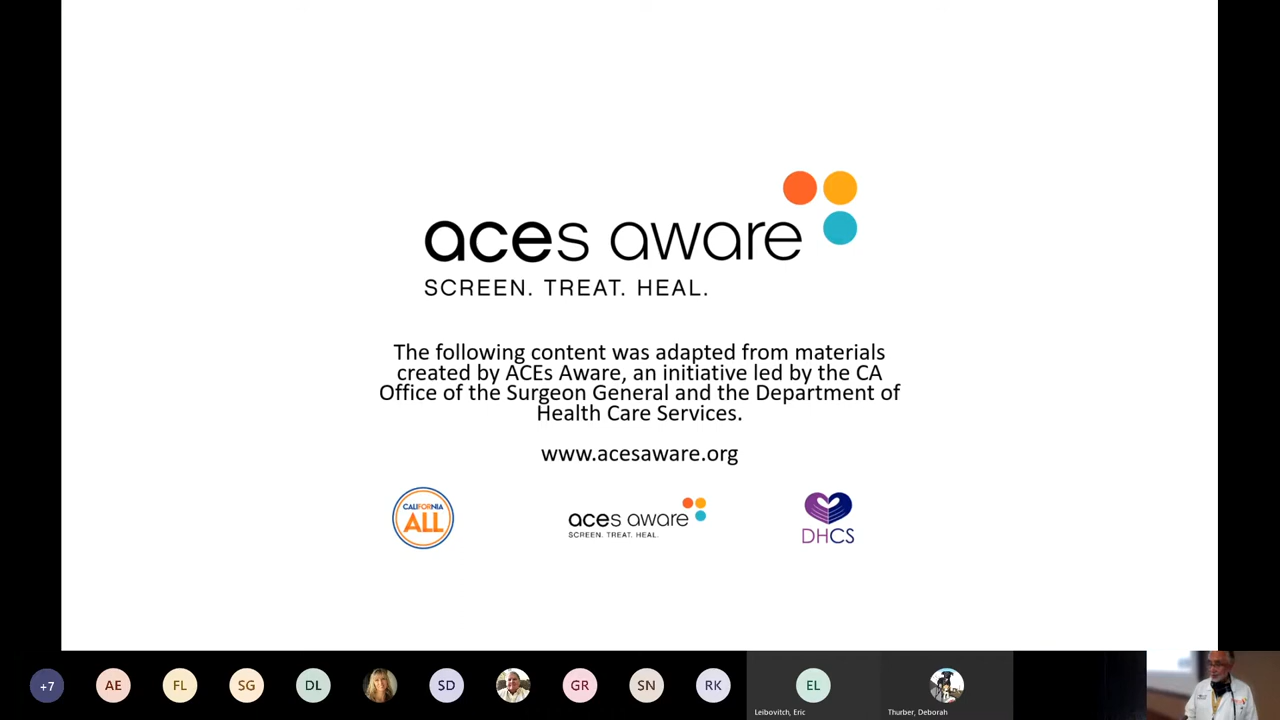 aces aware
SCREEN. TREAT. HEAL.
The following content was adapted from materials
created by ACEs Aware, an initiative led by the CA
Office of the Surgeon General and the Department of
Health Care Services.
www.acesaware.org
CALIFORNIA
ALL
aces aware
SCREEN. TREAT. HEAL.
DHCS
+7
AE
FL
SG
DL
SD
GR
SN
RK
EL
Leibovitch, Eric
Thurber, Deborah